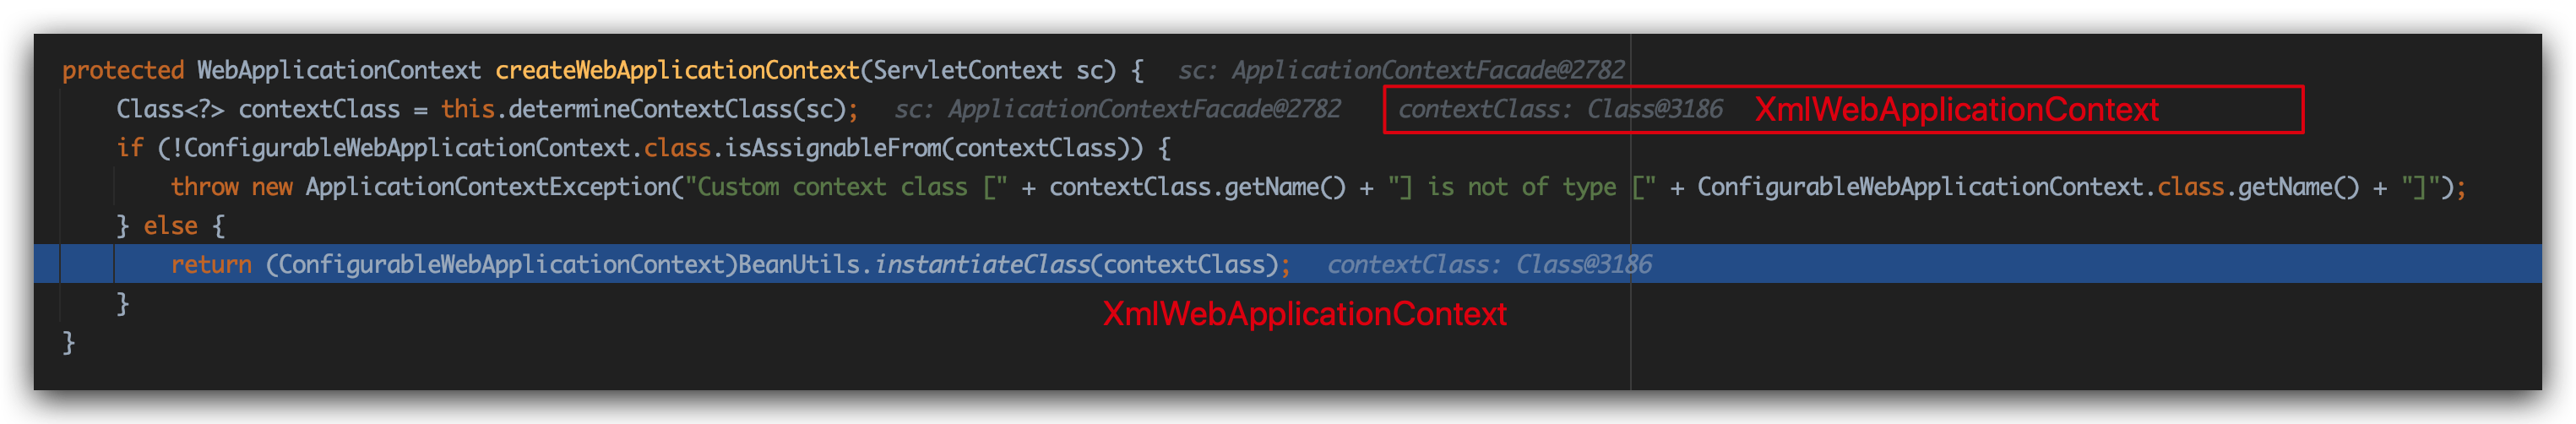 protected WebApplicationContext createWebApplicationContext(ServletContext sc) {  sc: ApplicationContextFacade@2782
    Class<?> contextClass = this.determineContextClass(sc);  sc: ApplicationContextFacade@2782  contextClass: Class@3186  XmlWebApplicationContext
    if (!ConfigurableWebApplicationContext.class.isAssignableFrom(contextClass)) {
        throw new ApplicationContextException("Custom context class [" + contextClass.getName() + "] is not of type [" + ConfigurableWebApplicationContext.class.getName() + "]");
    } else {
        return (ConfigurableWebApplicationContext)BeanUtils.instantiateClass(contextClass);  contextClass: Class@3186
    }
XmlWebApplicationContext
}